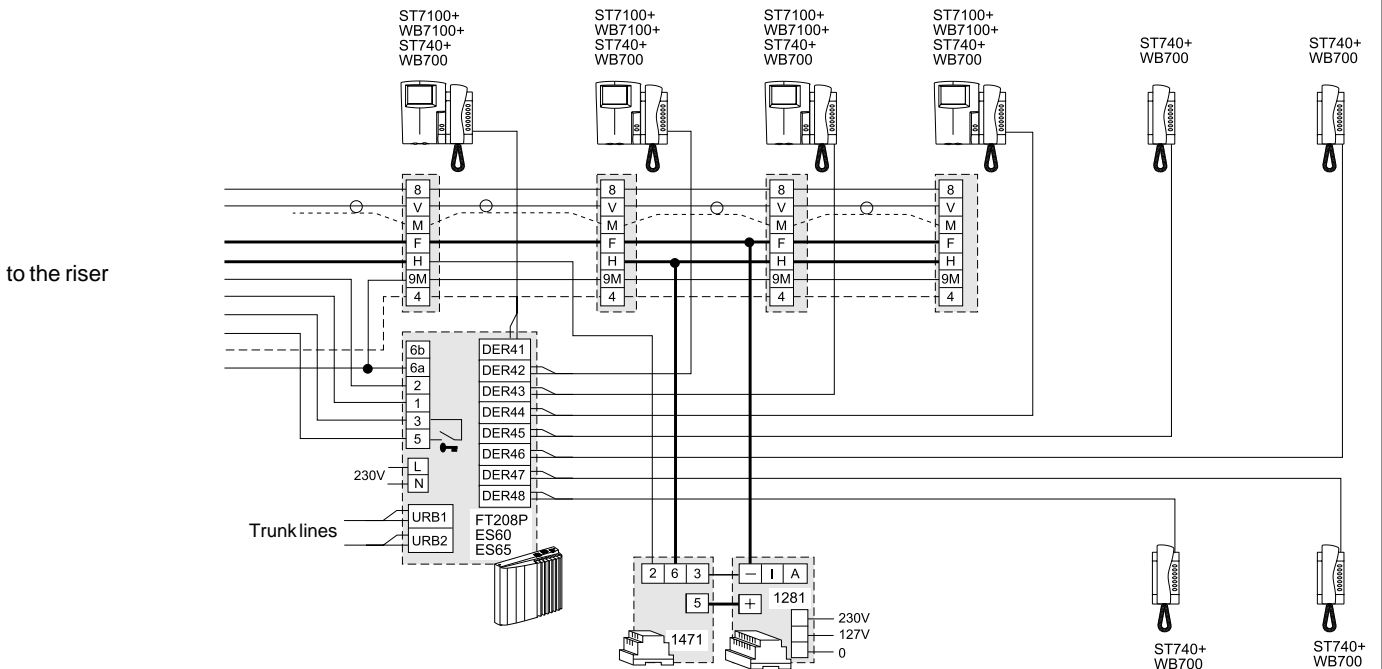 ST7100+
WB7100+
ST740+
WB700
ST7100+
WB7100+
ST740+
WB700
ST7100+
WB7100+
ST740+
WB700
ST7100+
WB7100+
ST740+
WB700
ST740+
WB700
ST740+
WB700
8
V
M
F
H
9M
4
8
V
M
F
H
9M
4
8
V
M
F
H
9M
4
8
V
M
F
H
9M
4
to the riser
6b
6a
2
1
3
5
L
N
230V
URB1
URB2
Trunk lines
DER41
DER42
DER43
DER44
DER45
DER46
DER47
DER48
FT208P
ES60
ES65
2 6 3
5
1471
– I A
+
1281
230V
127V
0
ST740+
WB700
ST740+
WB700